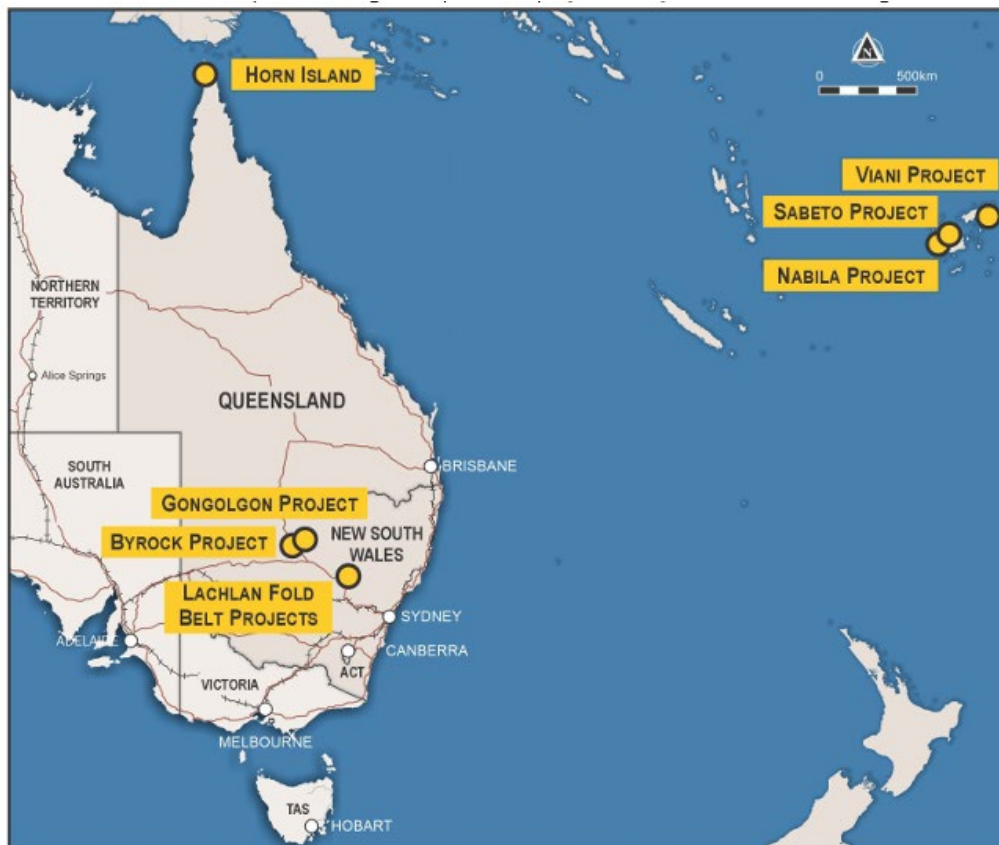 HORN ISLAND
N
0 500km
VIANI PROJECT
SABETO PROJECT
NABILA PROJECT
NORTHERN
TERRITORY
Alice Springs
QUEENSLAND
BRISBANE
SOUTH
AUSTRALIA
GONGOLGON PROJECT
BYROCK PROJECT
NEW SOUTH
WALES
LACHLAN FOLD
BELT PROJECTS
SYDNEY
ADELAIDE
CANBERRA
ACT
VICTORIA
MELBOURNE
TAS
HOBART